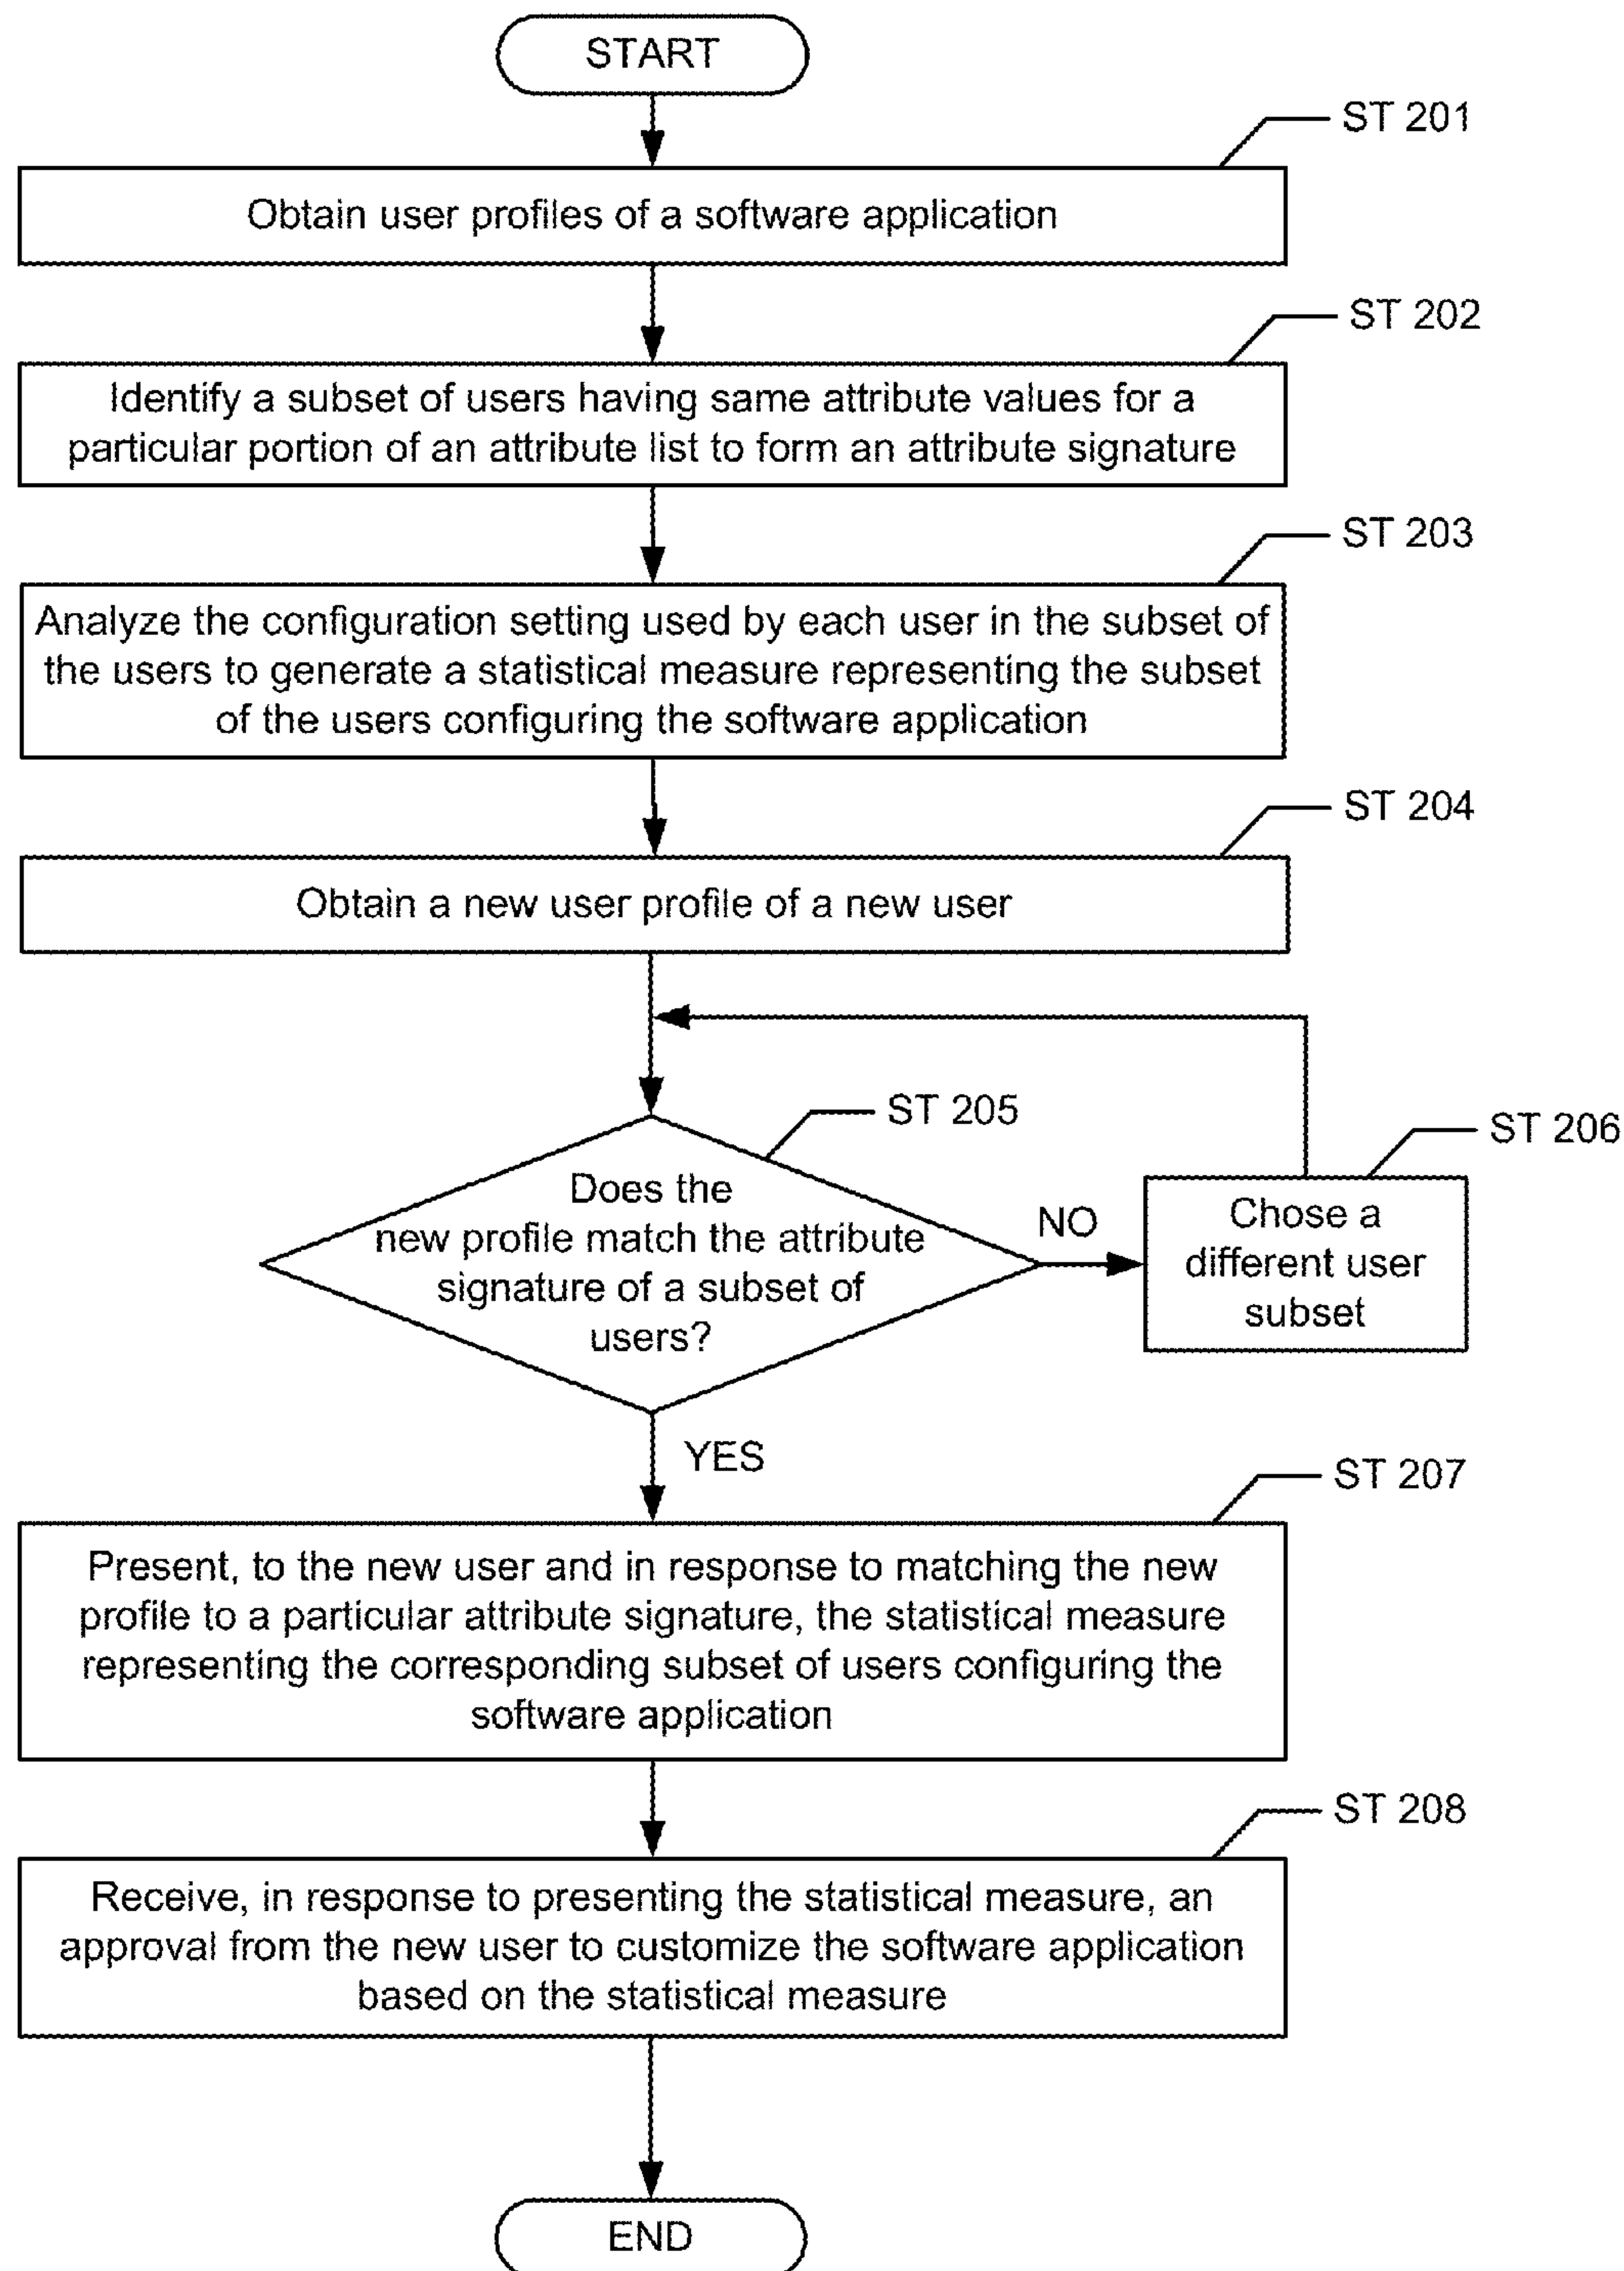 START
ST 201
Obtain user profiles of a software application
ST 202
Identify a subset of users having same attribute values for a
particular portion of an attribute list to form an attribute signature
ST 203
Analyze the configuration setting used by each user in the subset of
the users to generate a statistical measure representing the subset
of the users configuring the software application
ST 204
Obtain a new user profile of a new user
ST 205
Does the
new profile match the attribute
signature of a subset of
users?
NO
ST 206
Chose a
different user
subset
YES
ST 207
Present, to the new user and in response to matching the new
profile to a particular attribute signature, the statistical measure
representing the corresponding subset of users configuring the
software application
ST 208
Receive, in response to presenting the statistical measure, an
approval from the new user to customize the software application
based on the statistical measure
END